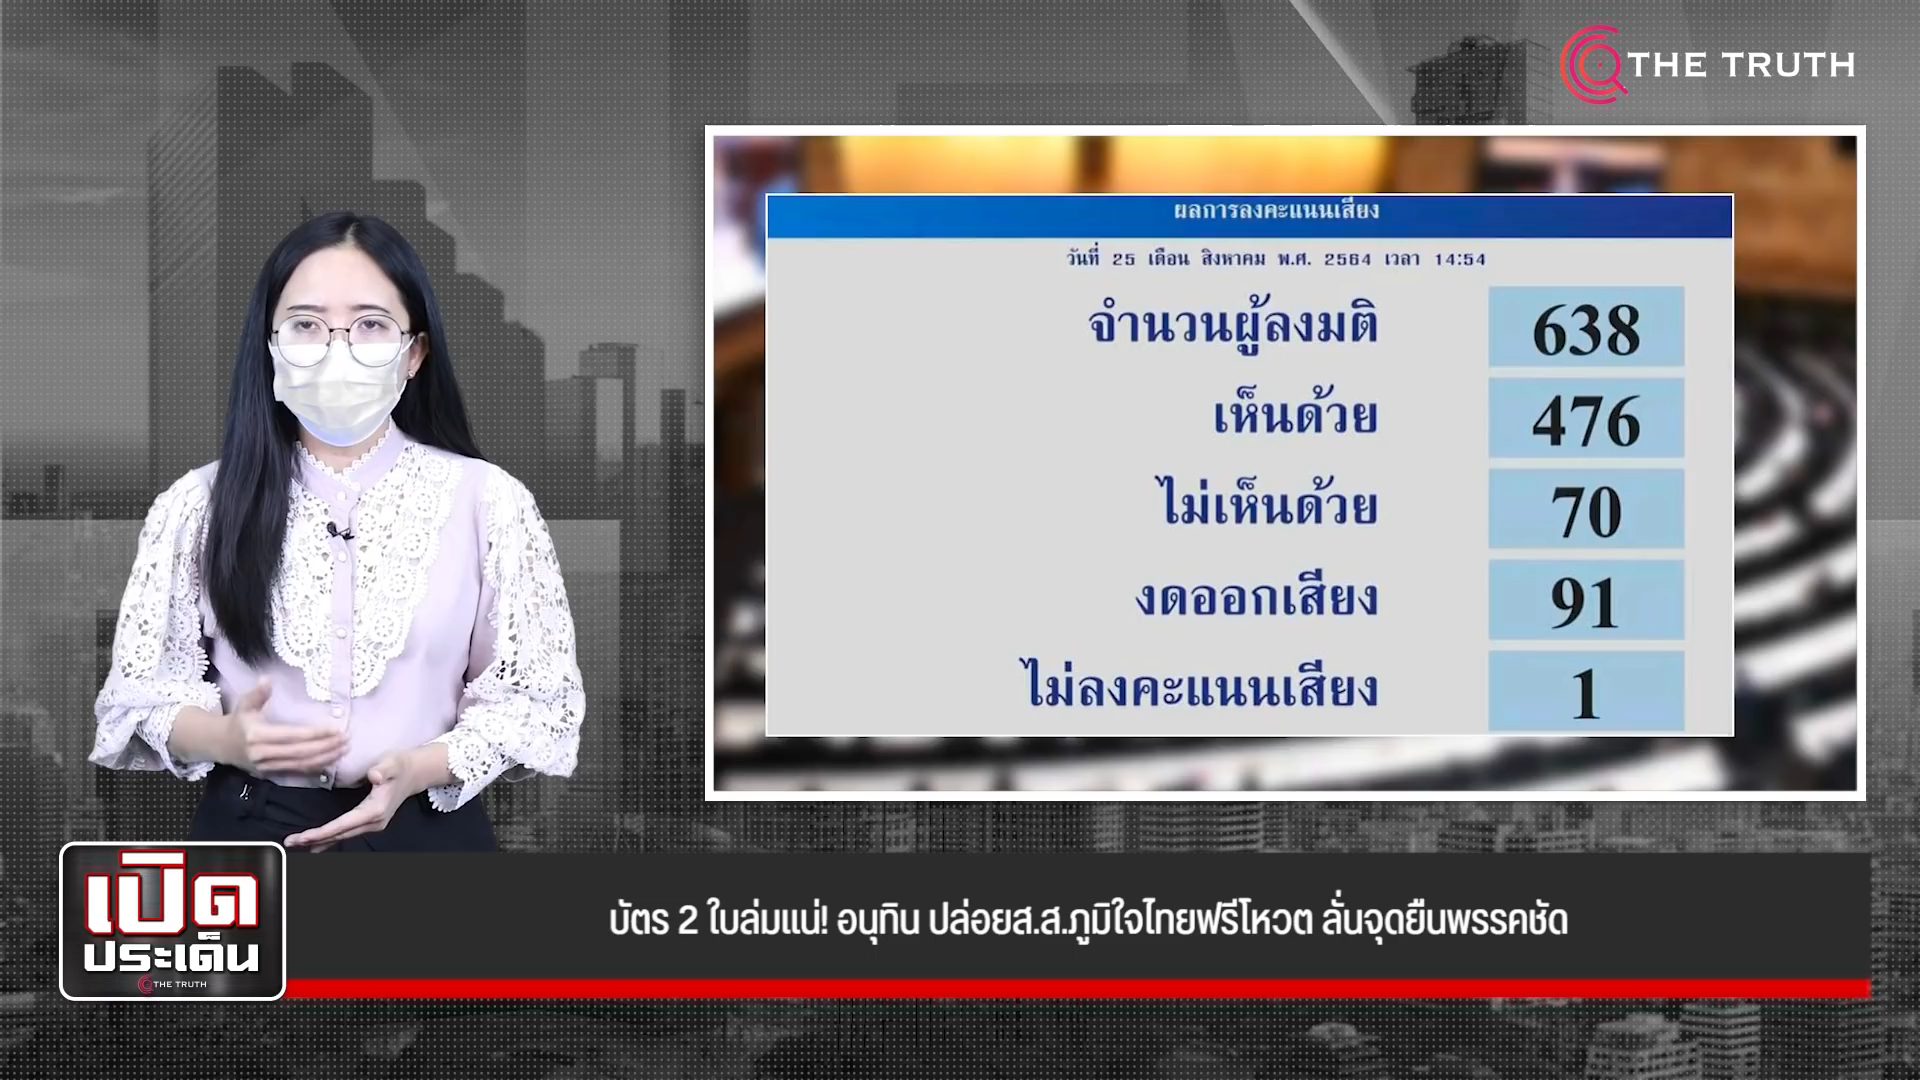 THE TRUTH
ผลการลงคะแนนเสียง
วันที่ 25 เดือน สิงหาคม พ.ศ. 2564 เวลา 14:54
จำนวนผู้ลงมติ 638
เห็นด้วย 476
ไม่เห็นด้วย 70
งดออกเสียง 91
ไม่ลงคะแนนเสียง 1
เปิด
ประเด็น
THE TRUTH
บัตร 2 ใบล่มแน่! อนุทิน ปล่อยส.ส.ภูมิใจไทยฟรีโหวต ลั่นจุดยืนพรรคชัด